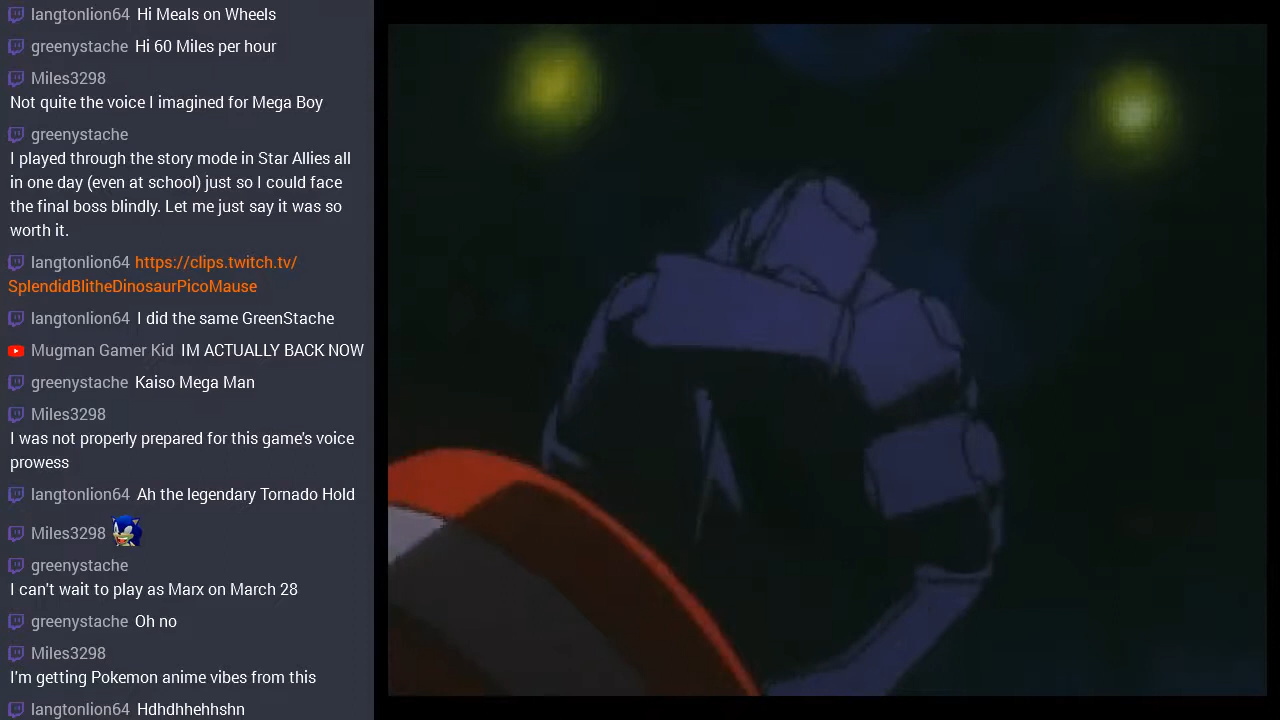 langtonlion64 Hi Meals on Wheels
greenystache Hi 60 Miles per hour
Miles3298
Not quite the voice I imagined for Mega Boy
greenystache
I played through the story mode in Star Allies all
in one day (even at school) just so I could face
the final boss blindly. Let me just say it was so
worth it.
langtonlion64 https://clips.twitch.tv/
SplendidBlitheDinosaurPicoMause
langtonlion64 I did the same GreenStache
Mugman Gamer Kid IM ACTUALLY BACK NOW
greenystache Kaiso Mega Man
Miles3298
I was not properly prepared for this game's voice
prowess
langtonlion64 Ah the legendary Tornado Hold
Miles3298
greenystache
I can't wait to play as Marx on March 28
greenystache Oh no
Miles3298
I'm getting Pokemon anime vibes from this
langtonlion64 Hdhdhhehhshn